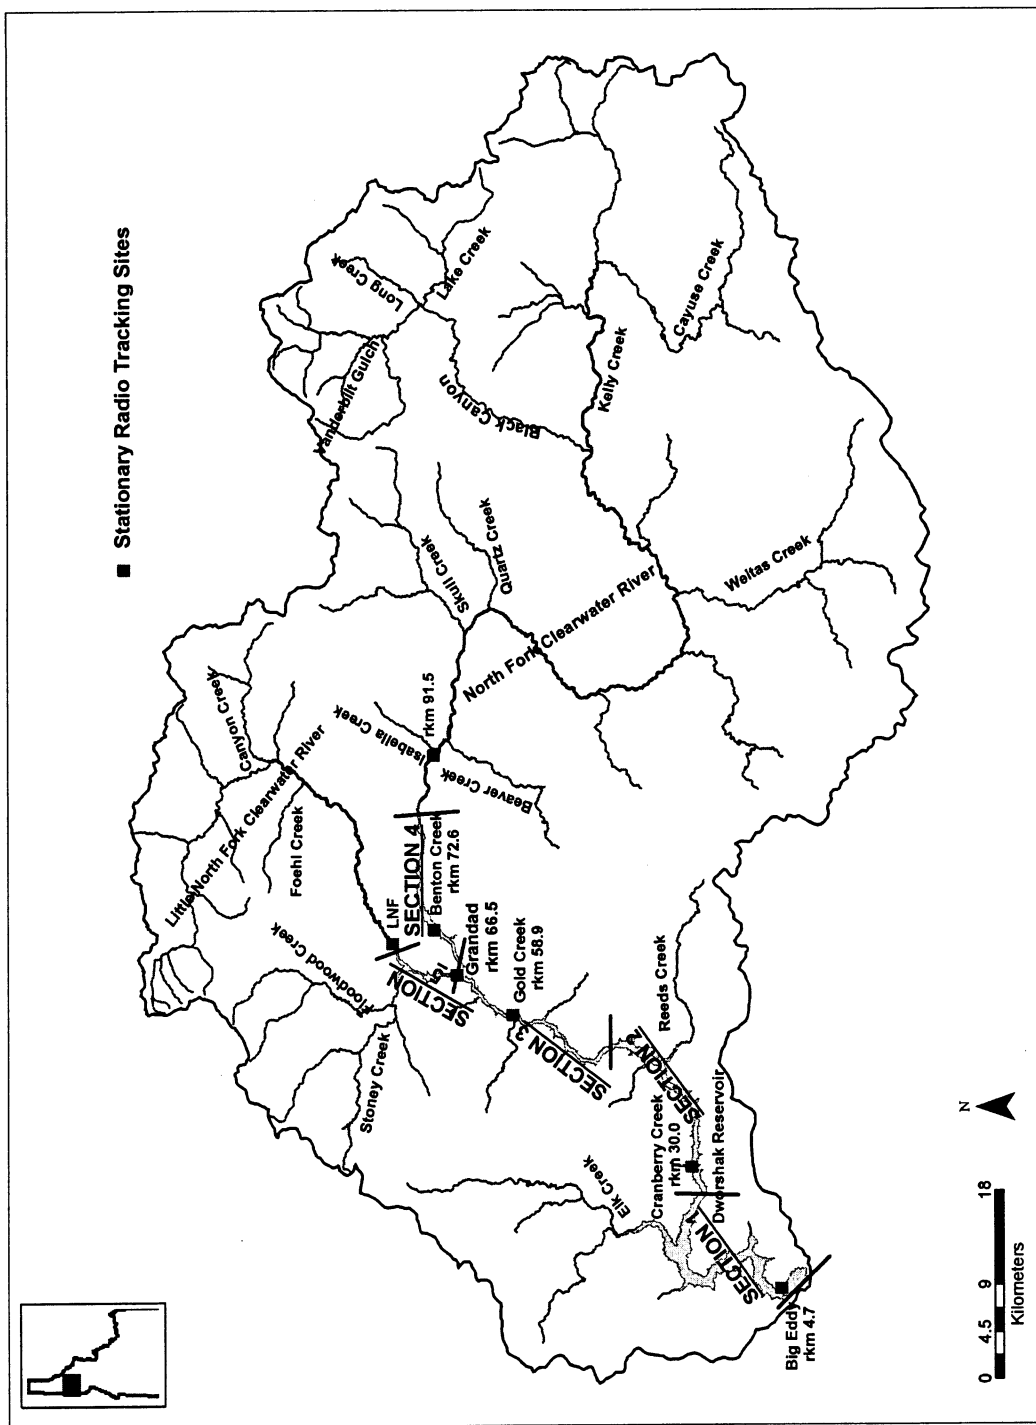 Stationary Radio Tracking Sites
Long Creek
Lake Creek
Vanderbilt Gulch
Black Canyon
Kelly Creek
Cayuse Creek
Skull Creek
Quartz Creek
Weitas Creek
North Fork Clearwater River
Canyon Creek
Little North Fork Clearwater River
Foehl Creek
Isabella Creek
rkm 91.5
Beaver Creek
Floodwood Creek
Stoney Creek
LNF
SECTION 4
Benton Creek
rkm 72.6
SECTION
Grandad
rkm 66.5
Gold Creek
rkm 58.9
SECTION 3
SECTION 2
Reeds Creek
Elk Creek
Cranberry Creek
rkm 30.0
Dworshak Reservoir
SECTION 1
Big Eddy
rkm 4.7
N
0 4.5 9 18
Kilometers